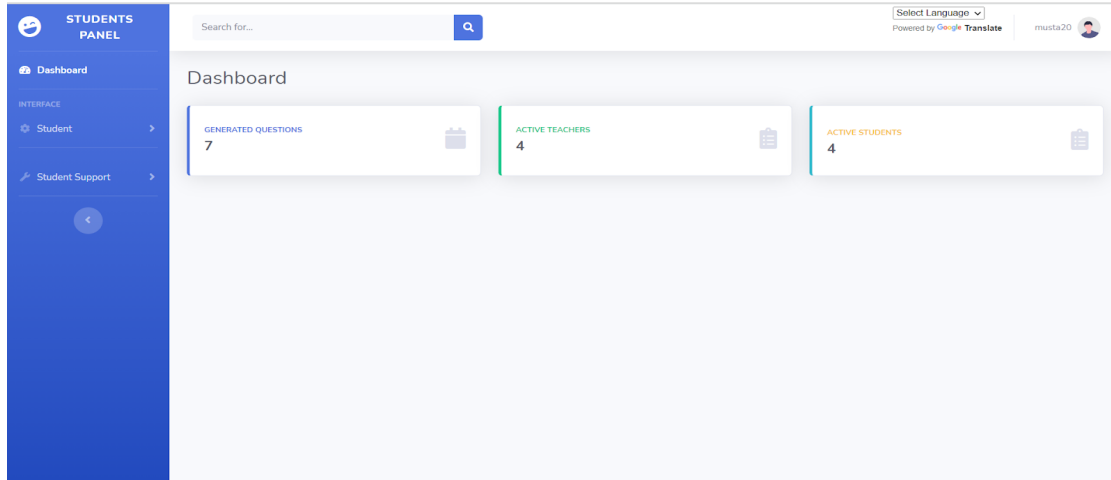 STUDENTS
PANEL
Search for...
Select Language
Powered by Google Translate
musta20
Dashboard
INTERFACE
Student
Student Support
Dashboard
GENERATED QUESTIONS
7
ACTIVE TEACHERS
4
ACTIVE STUDENTS
4